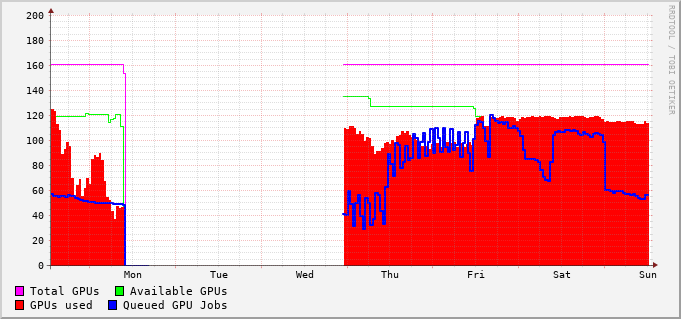 200
180
160
140
120
100
80
60
40
20
0
Mon Tue Wed Thu Fri Sat Sun
Total GPUs Available GPUs
GPUs used Queued GPU Jobs
RRDTOOL / TOBI OETIKER